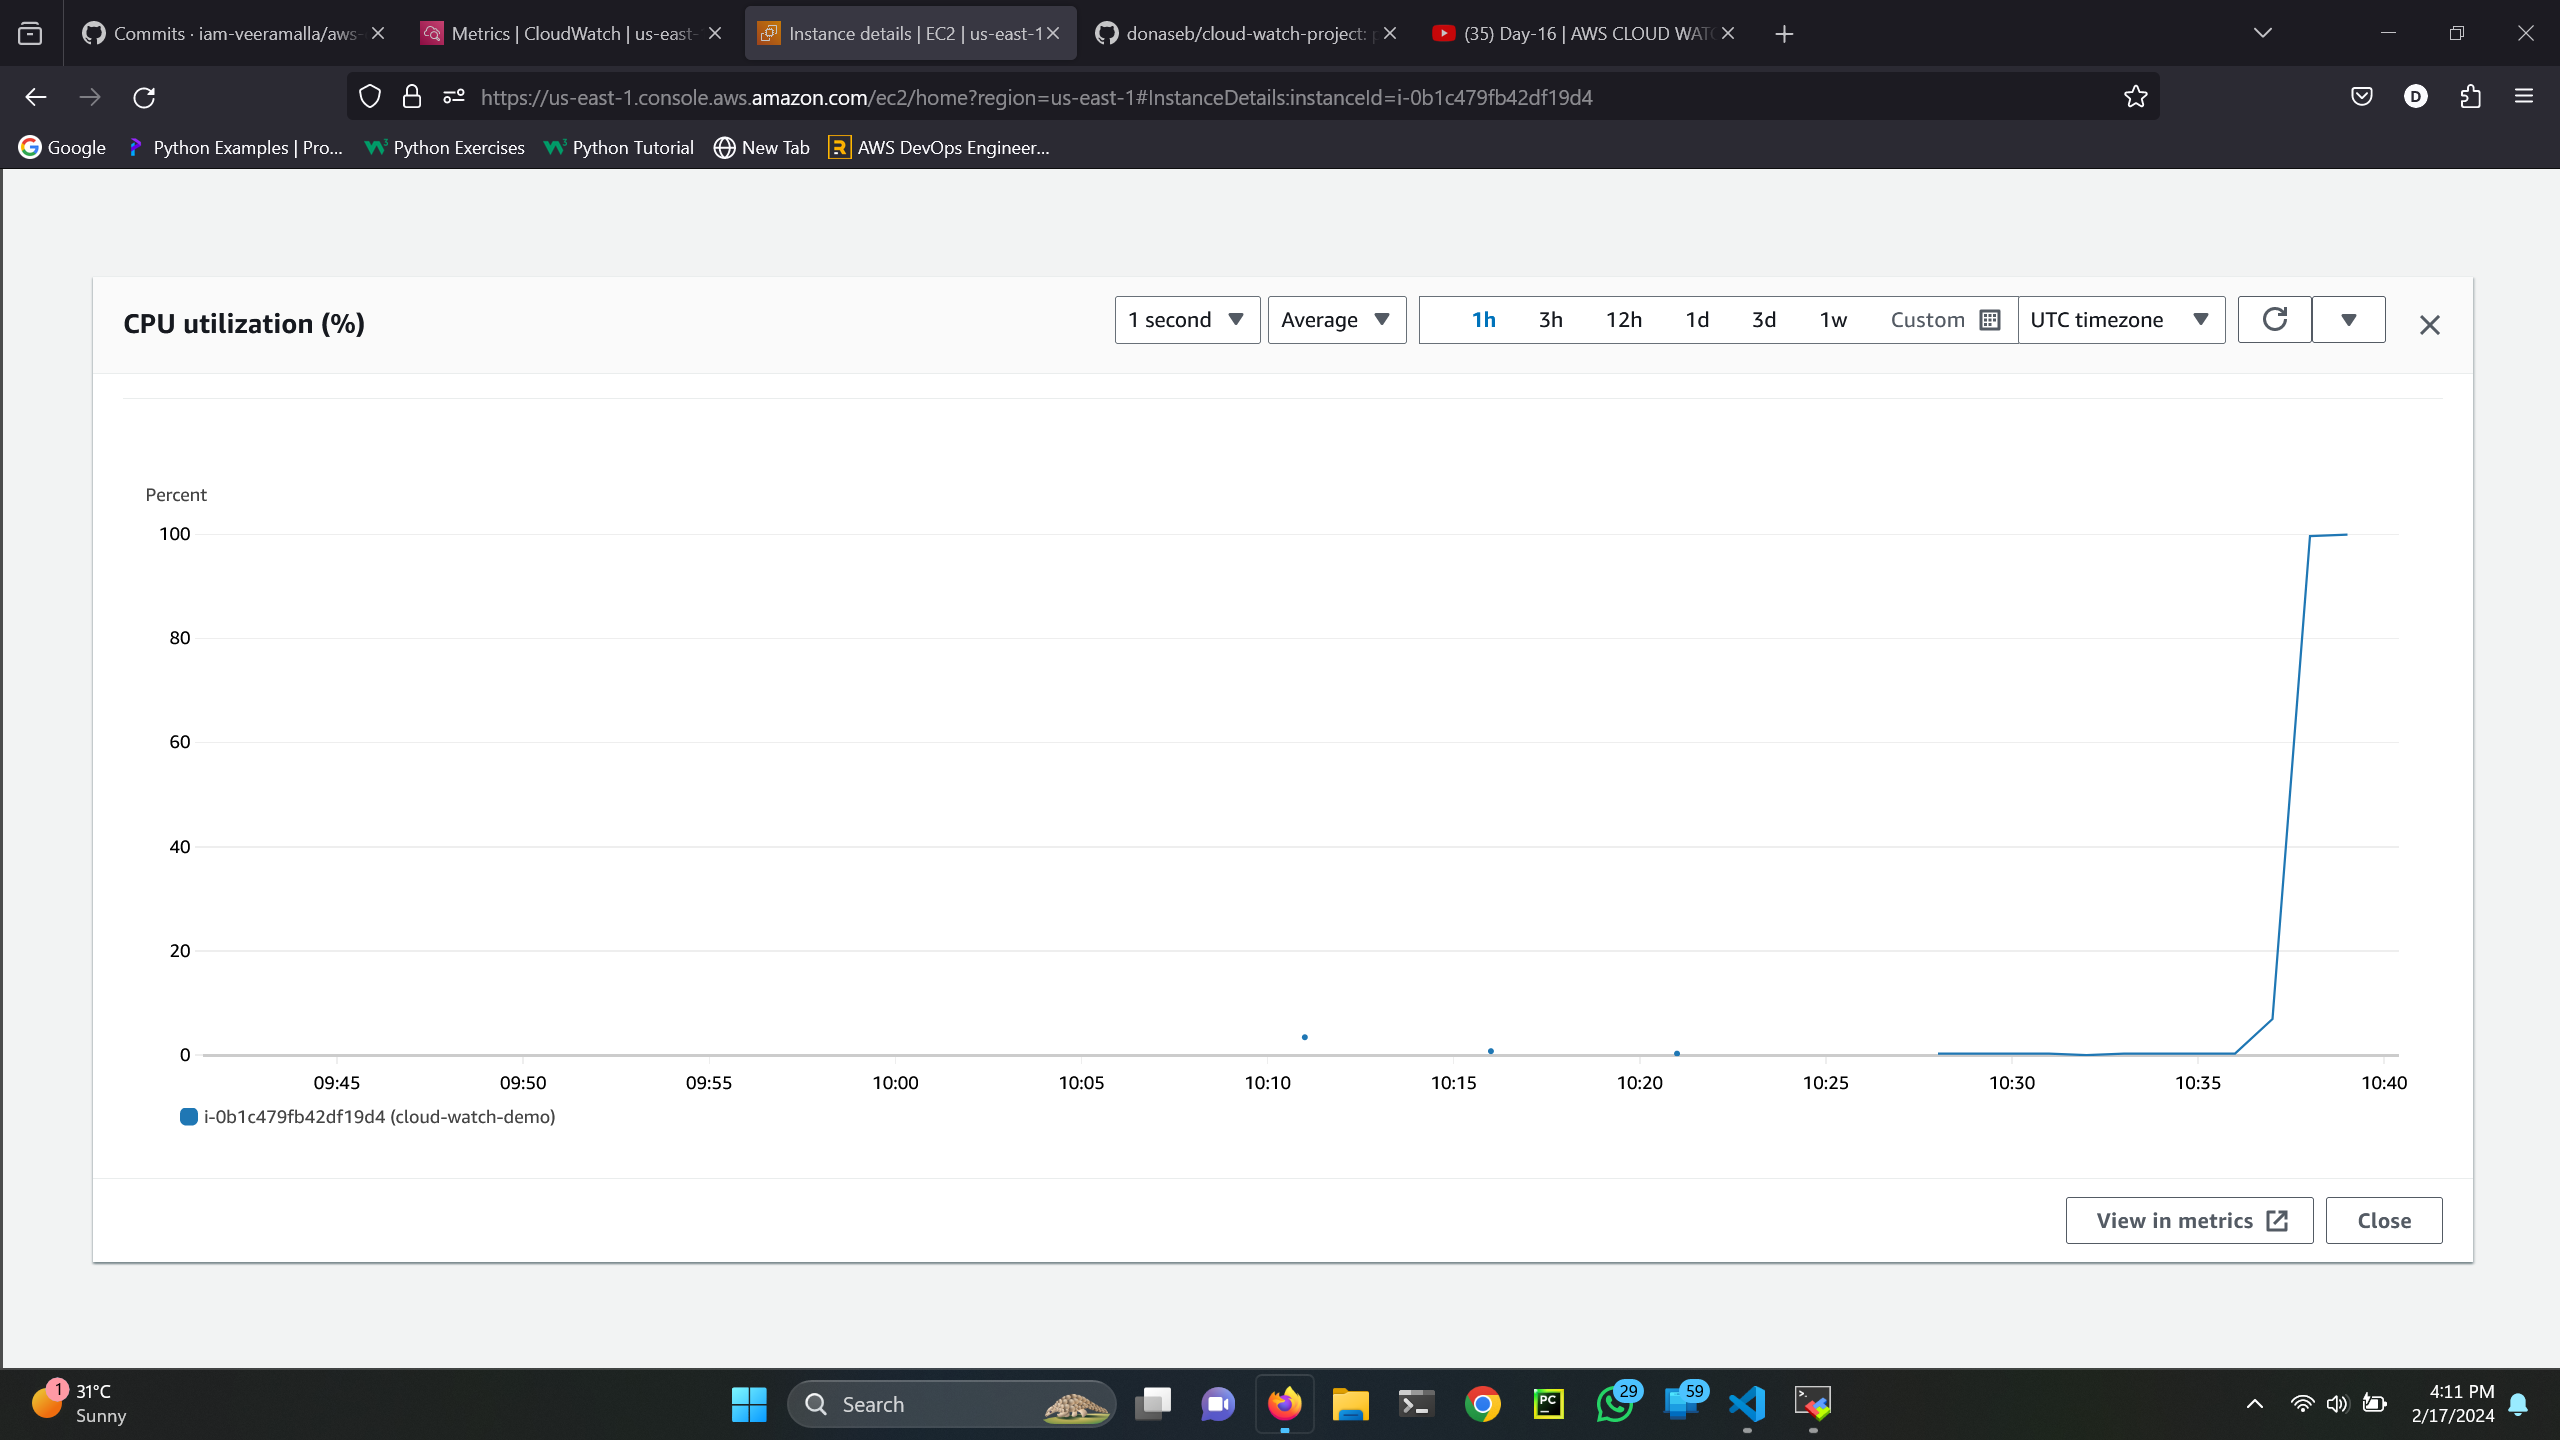 Commits · iam-veeramalla/aws-
Metrics | CloudWatch | us-east-
Instance details | EC2 | us-east-1
donaseb/cloud-watch-project: p
(35) Day-16 | AWS CLOUD WATC
https://us-east-1.console.aws.amazon.com/ec2/home?region=us-east-1#InstanceDetails:instanceId=i-0b1c479fb42df19d4
D
Google
Python Examples | Pro...
Python Exercises
Python Tutorial
New Tab
AWS DevOps Engineer...
CPU utilization (%)
1 second
Average
1h
3h
12h
1d
3d
1w
Custom
UTC timezone
Percent
100
80
60
40
20
0
09:45
09:50
09:55
10:00
10:05
10:10
10:15
10:20
10:25
10:30
10:35
10:40
i-0b1c479fb42df19d4 (cloud-watch-demo)
View in metrics
Close
1
31°C
Sunny
Search
PC
29
59
4:11 PM
2/17/2024